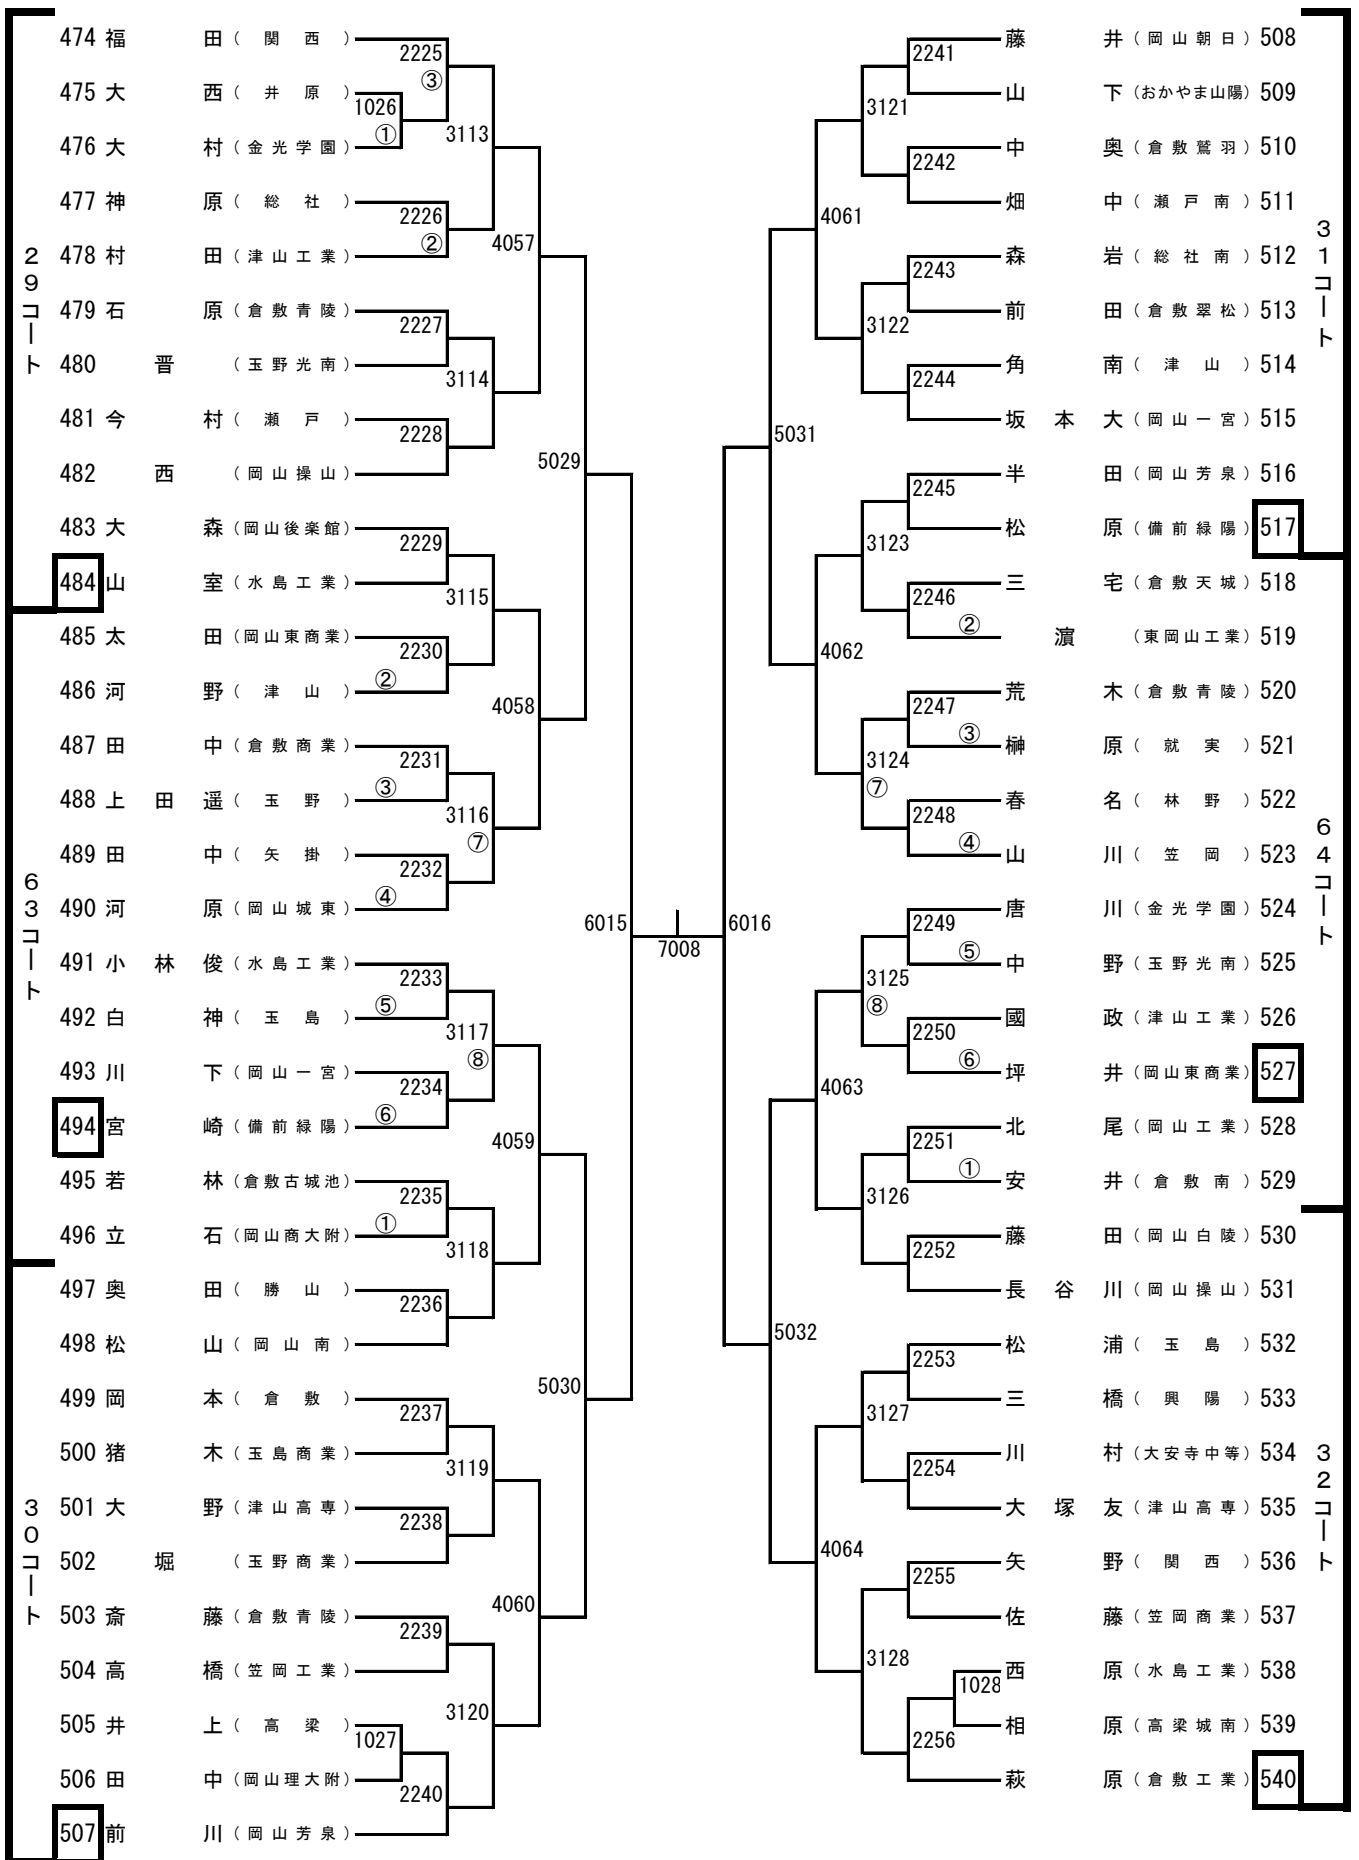 29コート
63コート
30コート
474 福田（関西）
475 大西（井原）
476 大村（金光学園）
477 神原（総社）
478 村田（津山工業）
479 石原（倉敷青陵）
480 晋（玉野光南）
481 今村（瀬戸）
482 西（岡山操山）
483 大森（岡山後楽館）
484 山室（水島工業）
485 太田（岡山東商業）
486 河野（津山）
487 田中（倉敷商業）
488 上田遥（玉野）
489 田中（矢掛）
490 河原（岡山城東）
491 小林俊（水島工業）
492 白神（玉島）
493 川下（岡山一宮）
494 宮崎（備前緑陽）
495 若林（倉敷古城池）
496 立石（岡山商大附）
497 奥田（勝山）
498 松山（岡山南）
499 岡本（倉敷）
500 猪木（玉島商業）
501 大野（津山高専）
502 堀（玉野商業）
503 斎藤（倉敷青陵）
504 高橋（笠岡工業）
505 井上（高梁）
506 田中（岡山理大附）
507 前川（岡山芳泉）
1026 ①
1027
2225 ③
2226 ②
2227
2228
2229
2230 ②
2231 ③
2232 ④
2233 ⑤
2234 ⑥
2235 ①
2236
2237
2238
2239
2240
3113
3114
3115
3116 ⑦
3117 ⑧
3118
3119
3120
4057
4058
4059
4060
5029
5030
6015
7008
6016
5031
5032
4061
4062
4063
4064
3121
3122
3123
3124 ⑦
3125 ⑧
3126
3127
3128
2241
2242
2243
2244
2245
2246 ②
2247 ③
2248 ④
2249 ⑤
2250 ⑥
2251 ①
2252
2253
2254
2255
2256
1028
藤井（岡山朝日）508
山下（おかやま山陽）509
中奥（倉敷鷲羽）510
畑中（瀬戸南）511
森岩（総社南）512
前田（倉敷翠松）513
角南（津山）514
坂本大（岡山一宮）515
半田（岡山芳泉）516
松原（備前緑陽）517
三宅（倉敷天城）518
濵（東岡山工業）519
荒木（倉敷青陵）520
榊原（就実）521
春名（林野）522
山川（笠岡）523
唐川（金光学園）524
中野（玉野光南）525
國政（津山工業）526
坪井（岡山東商業）527
北尾（岡山工業）528
安井（倉敷南）529
藤田（岡山白陵）530
長谷川（岡山操山）531
松浦（玉島）532
三橋（興陽）533
川村（大安寺中等）534
大塚友（津山高専）535
矢野（関西）536
佐藤（笠岡商業）537
西原（水島工業）538
相原（高梁城南）539
萩原（倉敷工業）540
31コート
64コート
32コート